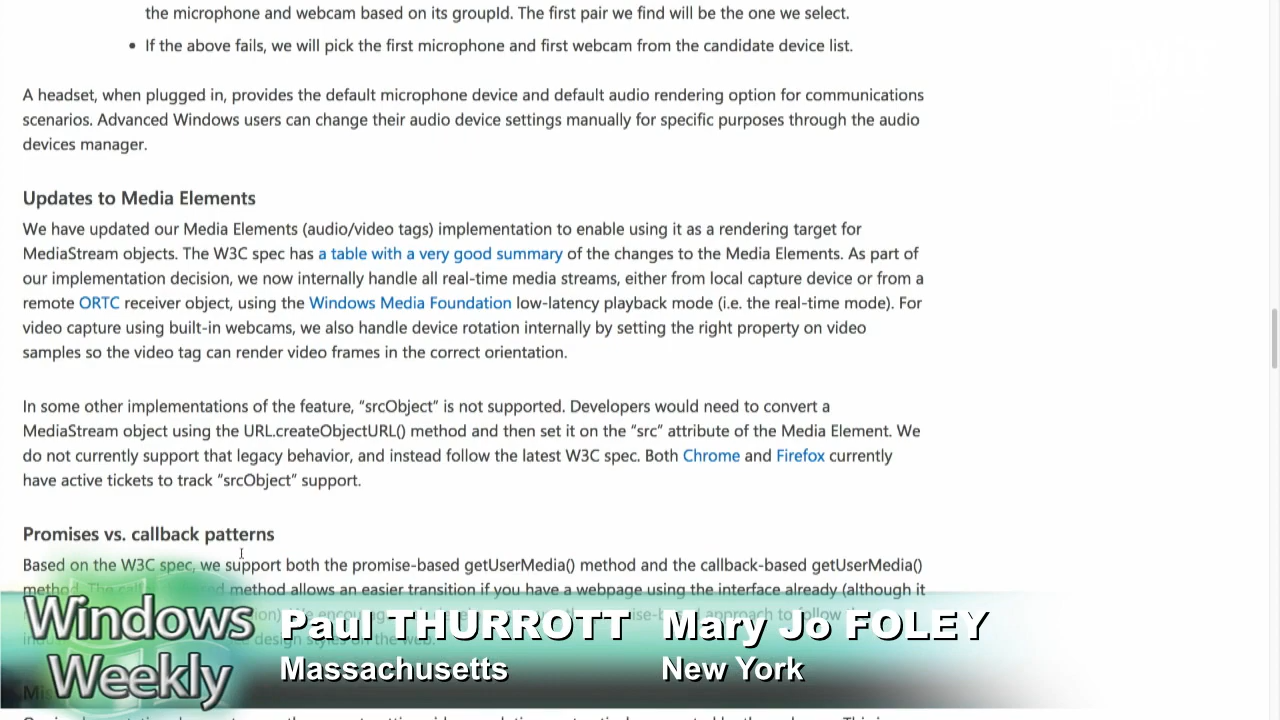 the microphone and webcam based on its groupId. The first pair we find will be the one we select.
• If the above fails, we will pick the first microphone and first webcam from the candidate device list.
A headset, when plugged in, provides the default microphone device and default audio rendering option for communications
scenarios. Advanced Windows users can change their audio device settings manually for specific purposes through the audio
devices manager.
Updates to Media Elements
We have updated our Media Elements (audio/video tags) implementation to enable using it as a rendering target for
MediaStream objects. The W3C spec has a table with a very good summary of the changes to the Media Elements. As part of
our implementation decision, we now internally handle all real-time media streams, either from local capture device or from a
remote ORTC receiver object, using the Windows Media Foundation low-latency playback mode (i.e. the real-time mode). For
video capture using built-in webcams, we also handle device rotation internally by setting the right property on video
samples so the video tag can render video frames in the correct orientation.
In some other implementations of the feature, “srcObject” is not supported. Developers would need to convert a
MediaStream object using the URL.createObjectURL() method and then set it on the “src” attribute of the Media Element. We
do not currently support that legacy behavior, and instead follow the latest W3C spec. Both Chrome and Firefox currently
have active tickets to track “srcObject” support.
Promises vs. callback patterns
Based on the W3C spec, we support both the promise-based getUserMedia() method and the callback-based getUserMedia()
method. The method allows an easier transition if you have a webpage using the interface already (although it
approach to follow
design styles on the web.
Windows Weekly
Paul THURROTT
Massachusetts
Mary Jo FOLEY
New York